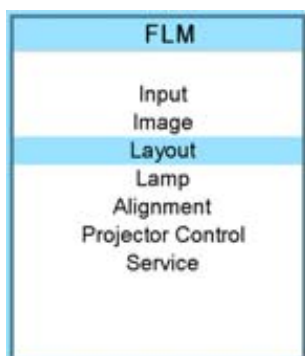 FLM
Input
Image
Layout
Lamp
Alignment
Projector Control
Service